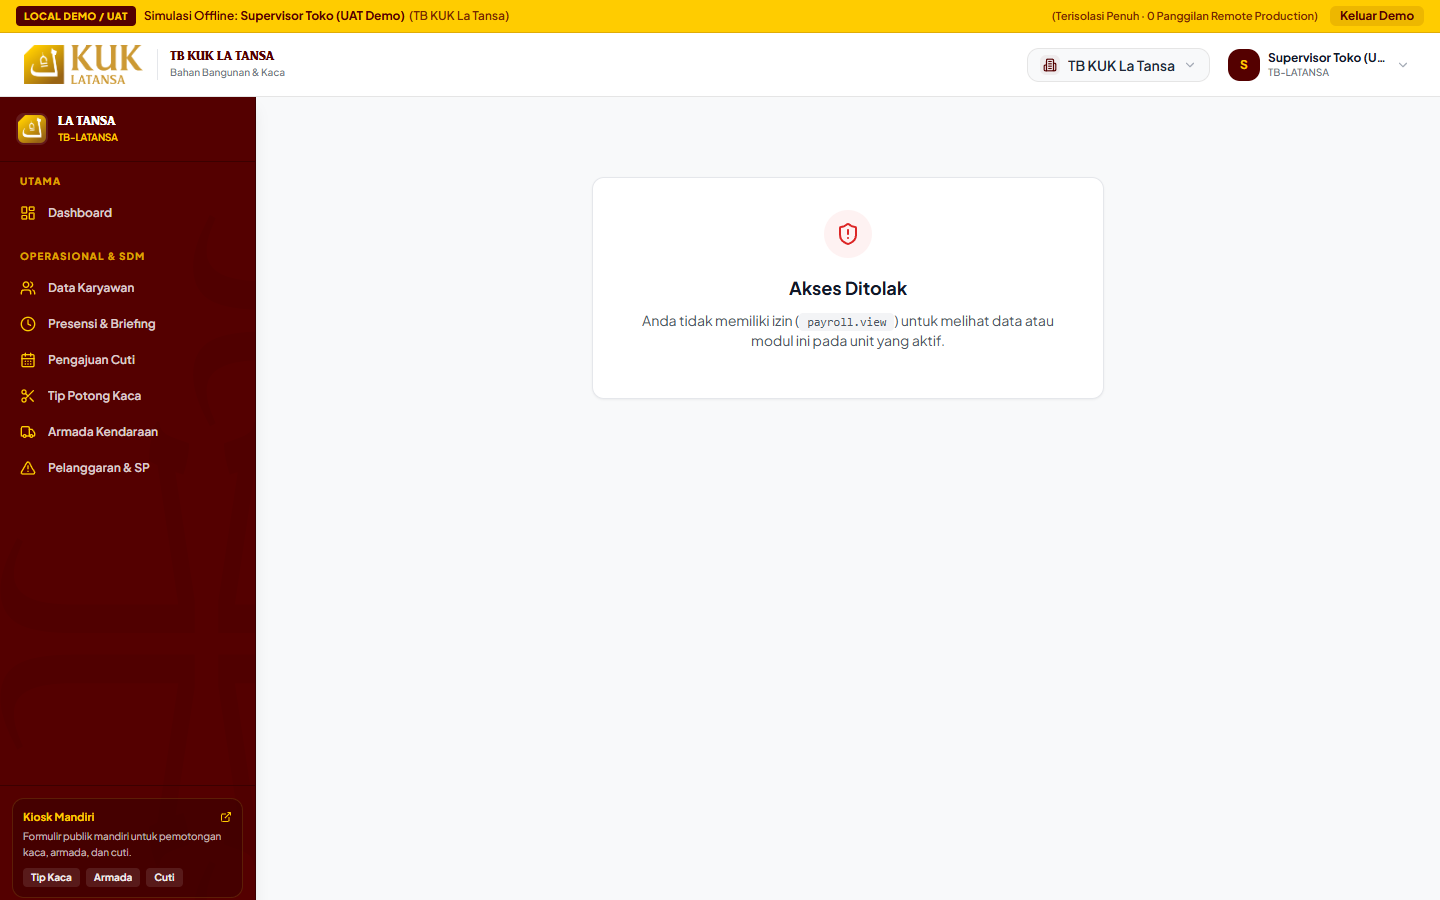 LOCAL DEMO / UAT Simulasi Offline: Supervisor Toko (UAT Demo) (TB KUK La Tansa) (Terisolasi Penuh · 0 Panggilan Remote Production) Keluar Demo
KUK
LATANSA
TB KUK LA TANSA
Bahan Bangunan & Kaca
TB KUK La Tansa
S
Supervisor Toko (U...
TB-LATANSA
LA TANSA
TB-LATANSA
UTAMA
Dashboard
OPERASIONAL & SDM
Data Karyawan
Presensi & Briefing
Pengajuan Cuti
Tip Potong Kaca
Armada Kendaraan
Pelanggaran & SP
Kiosk Mandiri
Formulir publik mandiri untuk pemotongan
kaca, armada, dan cuti.
Tip Kaca Armada Cuti
Akses Ditolak
Anda tidak memiliki izin ( payroll.view ) untuk melihat data atau
modul ini pada unit yang aktif.